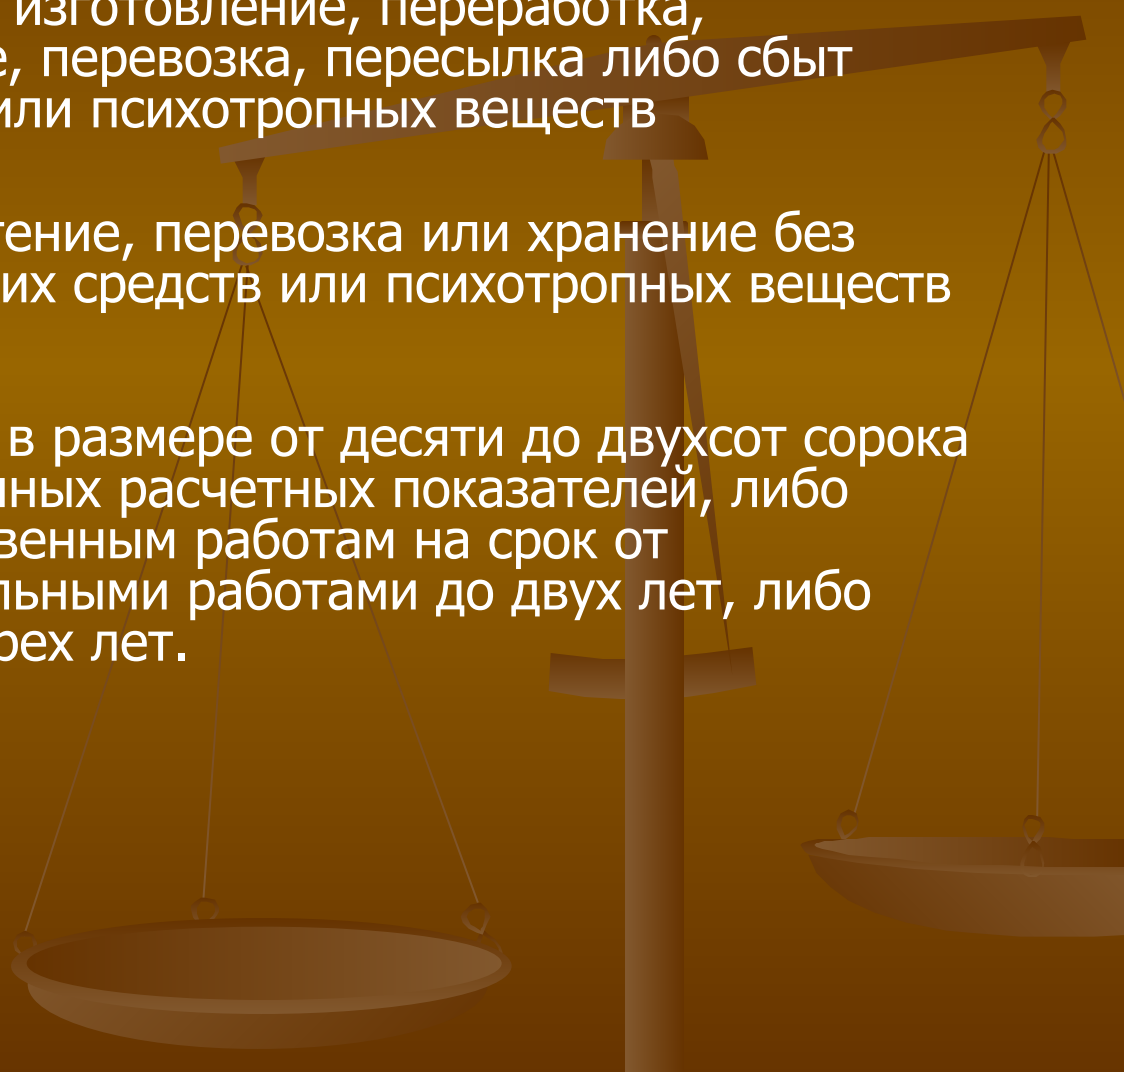 изготовление, переработка,
е, перевозка, пересылка либо сбыт
или психотропных веществ
тение, перевозка или хранение без
их средств или психотропных веществ
в размере от десяти до двухсот сорока
нных расчетных показателей, либо
венным работам на срок от
льными работами до двух лет, либо
рех лет.